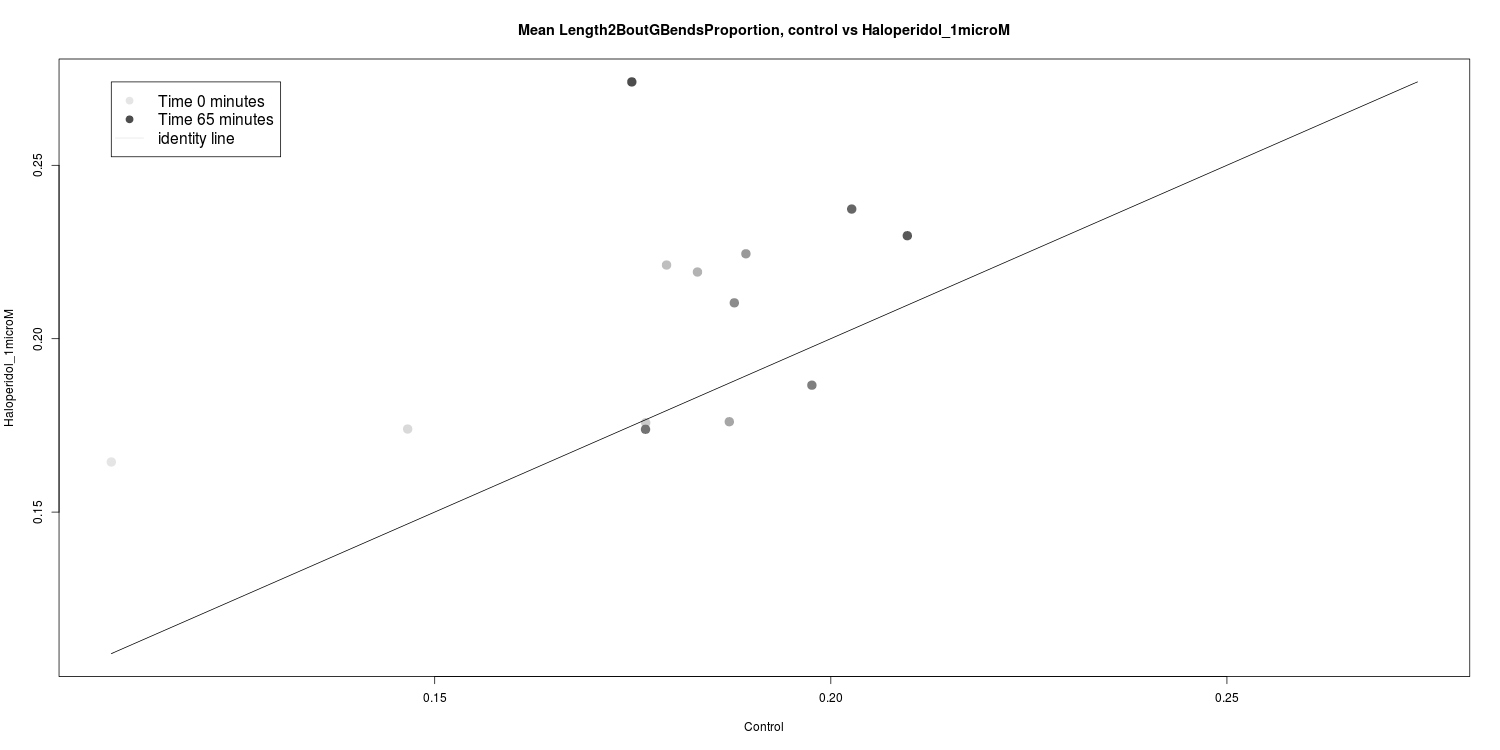 Mean Length2BoutGBendsProportion, control vs Haloperidol_1microM
Time 0 minutes
Time 65 minutes
identity line
0.25
0.20
0.15
Haloperidol_1microM
0.15
0.20
0.25
Control